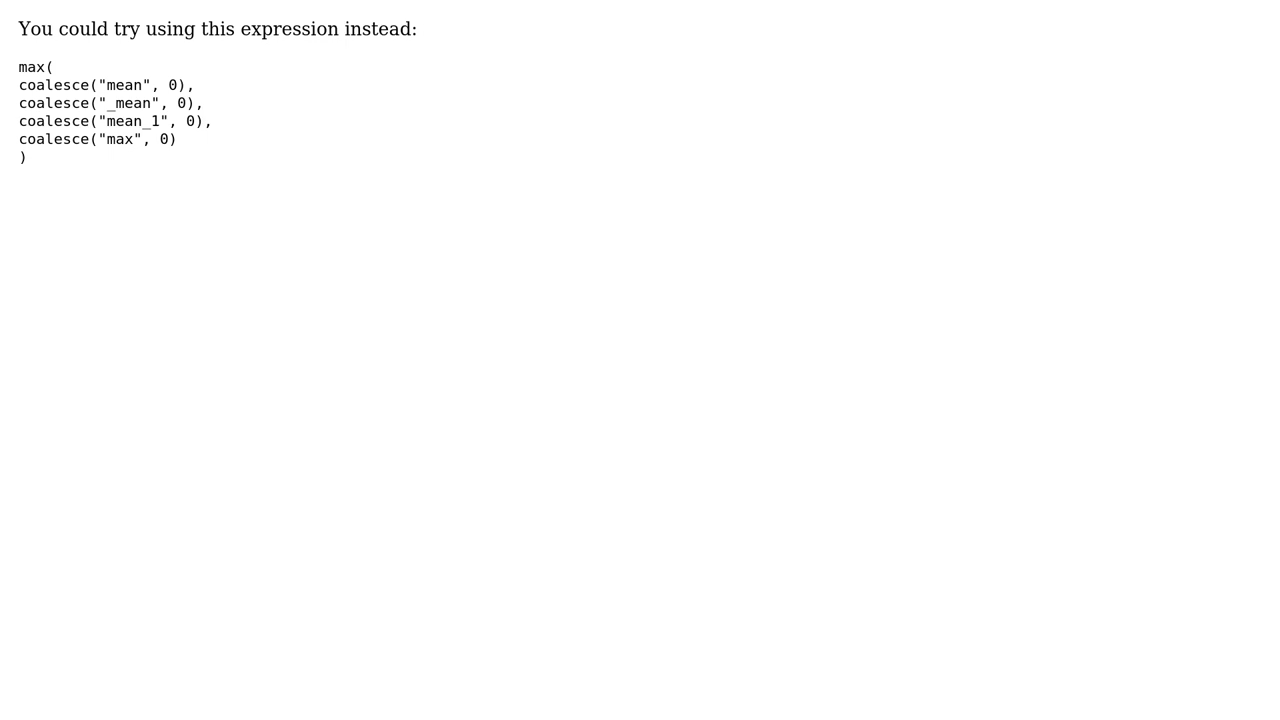 You could try using this expression instead:
max(
coalesce("mean", 0),
coalesce("_mean", 0),
coalesce("mean_1", 0),
coalesce("max", 0)
)